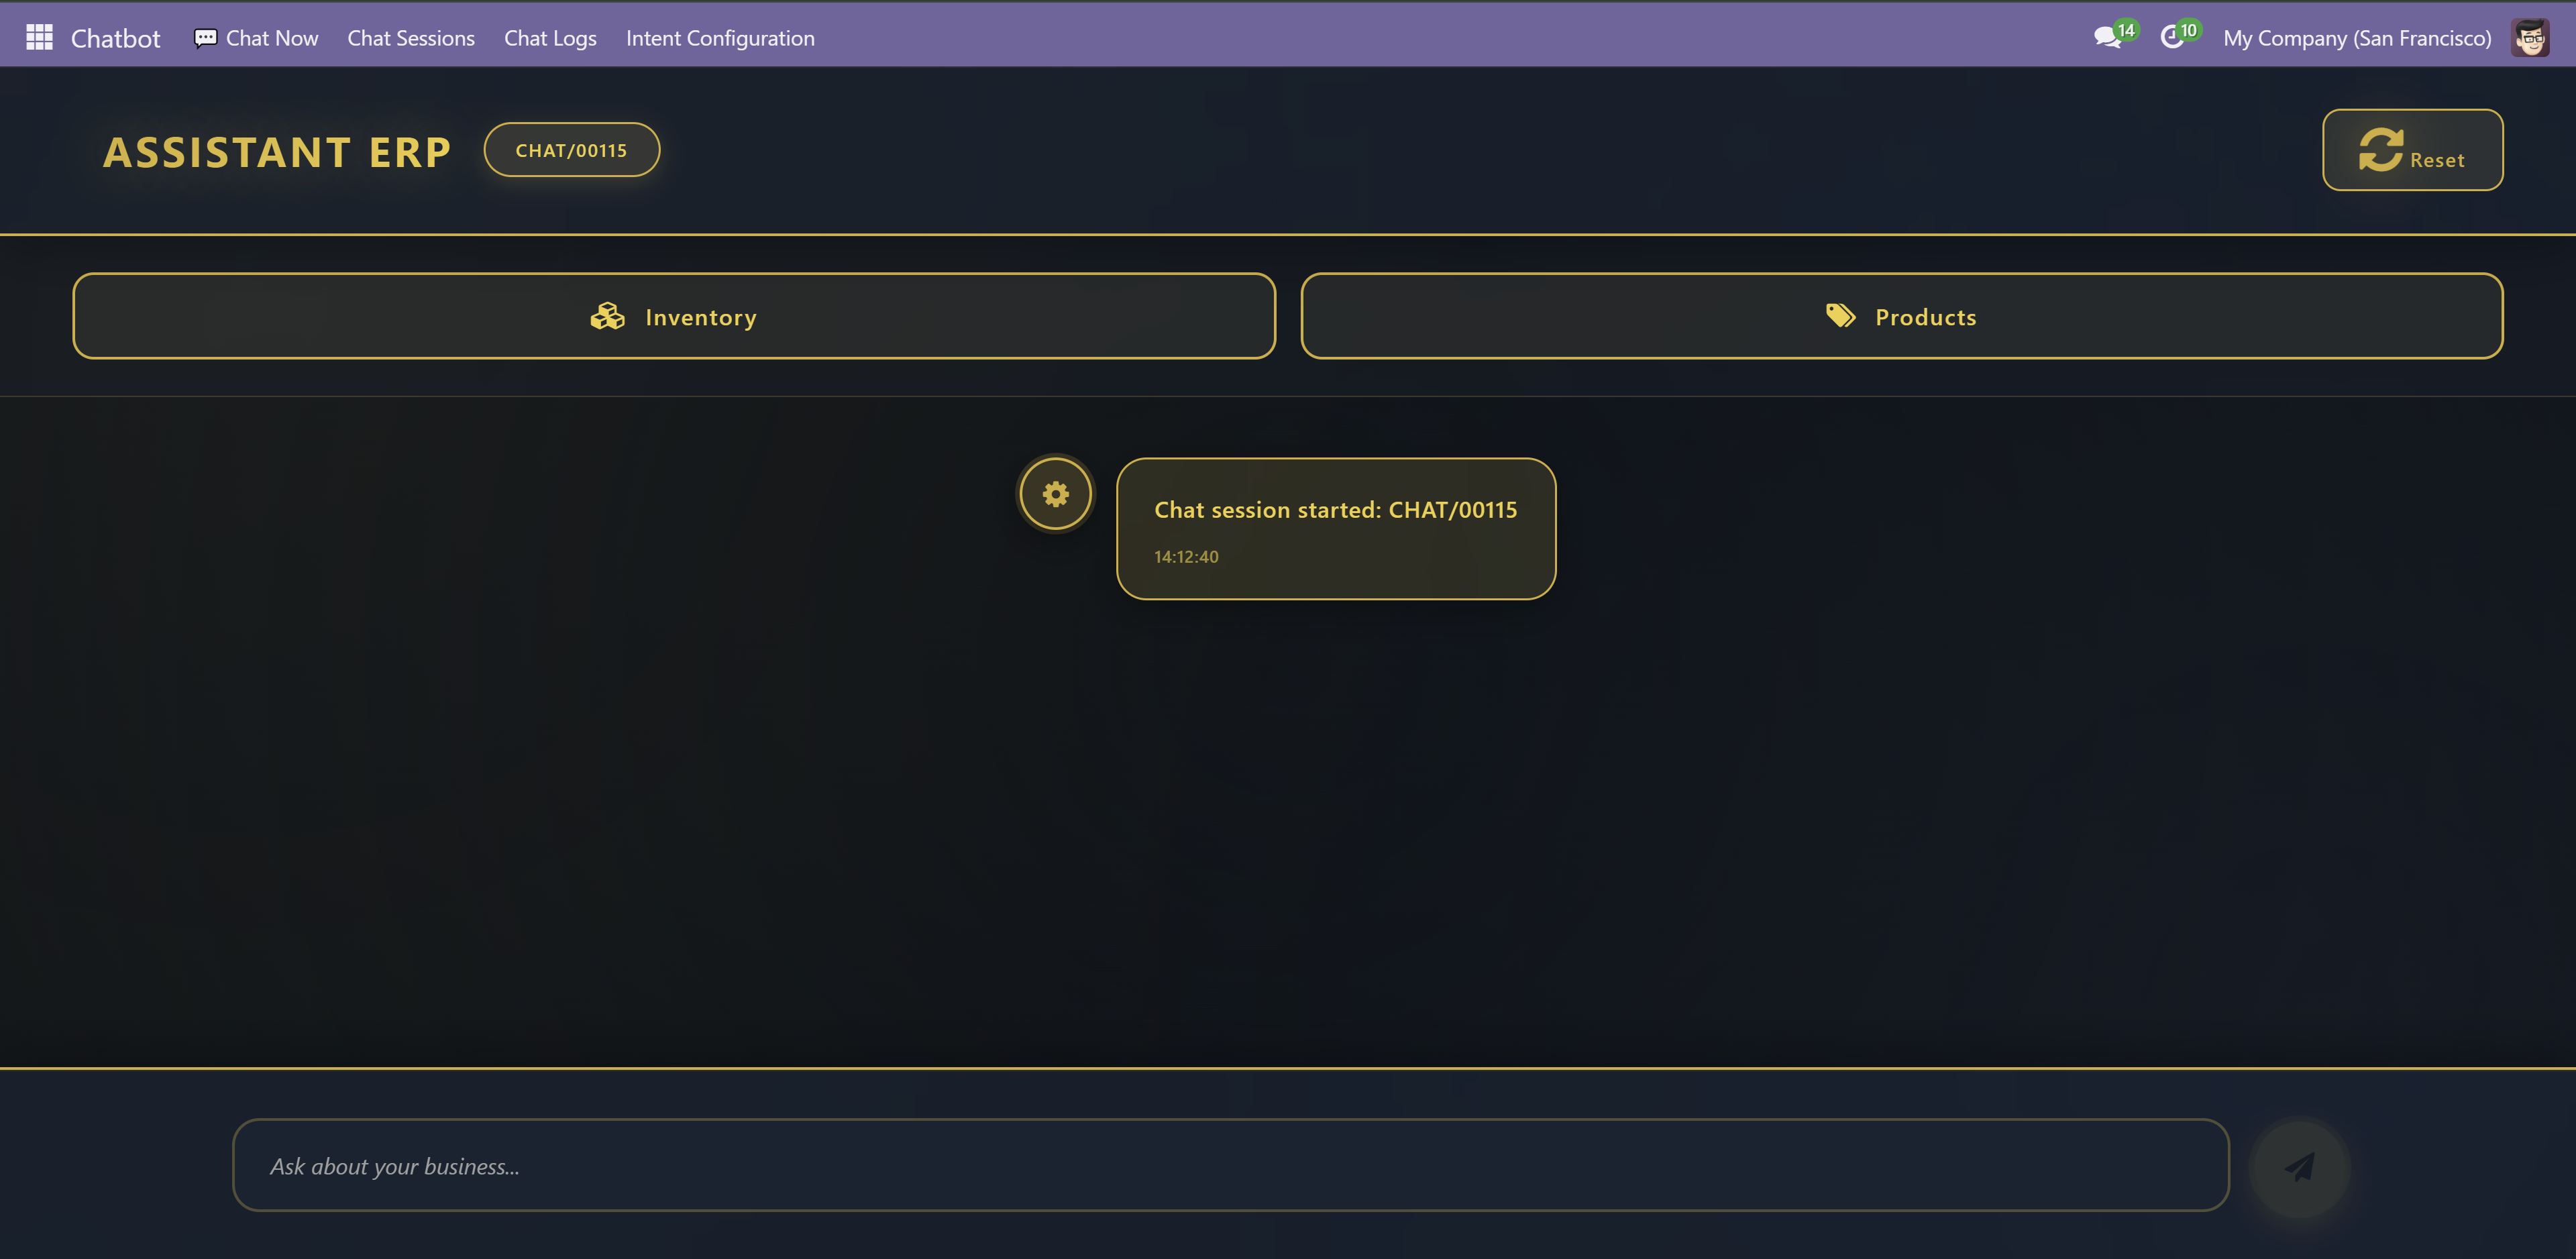 Chatbot
Chat Now
Chat Sessions
Chat Logs
Intent Configuration
14
10
My Company (San Francisco)
ASSISTANT ERP
CHAT/00115
Reset
Inventory
Products
Chat session started: CHAT/00115
14:12:40
Ask about your business...